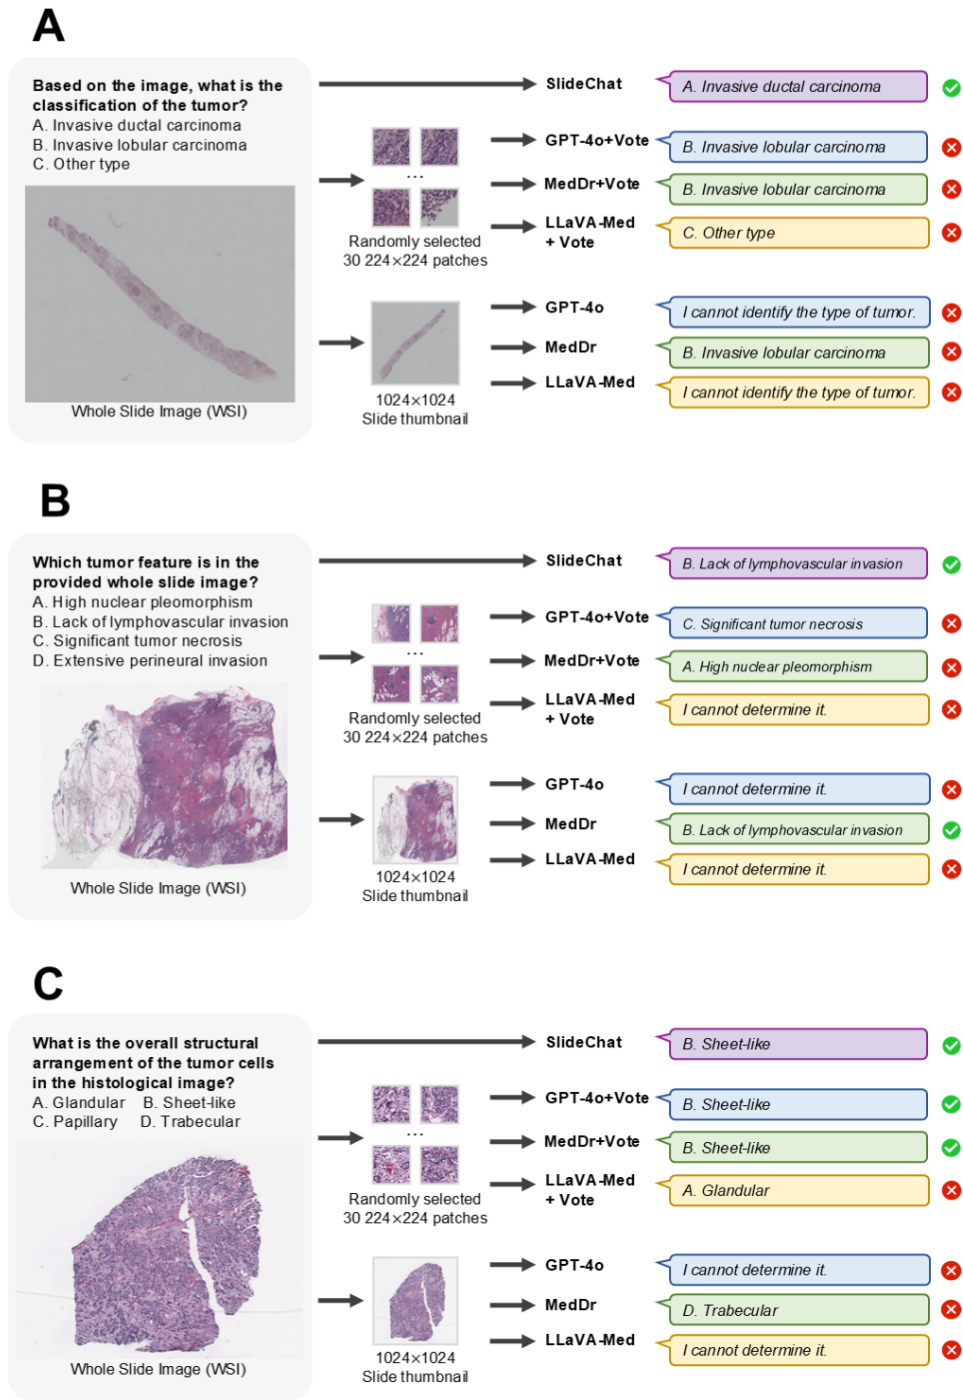 A
Based on the image, what is the
classification of the tumor?
A. Invasive ductal carcinoma
B. Invasive lobular carcinoma
C. Other type
Whole Slide Image (WSI)
...
Randomly selected
30 224×224 patches
1024×1024
Slide thumbnail
SlideChat
A. Invasive ductal carcinoma
GPT-4o+Vote
B. Invasive lobular carcinoma
MedDr+Vote
B. Invasive lobular carcinoma
LLaVA-Med
+ Vote
C. Other type
GPT-4o
I cannot identify the type of tumor.
MedDr
B. Invasive lobular carcinoma
LLaVA-Med
I cannot identify the type of tumor.
B
Which tumor feature is in the
provided whole slide image?
A. High nuclear pleomorphism
B. Lack of lymphovascular invasion
C. Significant tumor necrosis
D. Extensive perineural invasion
Whole Slide Image (WSI)
...
Randomly selected
30 224×224 patches
1024×1024
Slide thumbnail
SlideChat
B. Lack of lymphovascular invasion
GPT-4o+Vote
C. Significant tumor necrosis
MedDr+Vote
A. High nuclear pleomorphism
LLaVA-Med
+ Vote
I cannot determine it.
GPT-4o
I cannot determine it.
MedDr
B. Lack of lymphovascular invasion
LLaVA-Med
I cannot determine it.
C
What is the overall structural
arrangement of the tumor cells
in the histological image?
A. Glandular B. Sheet-like
C. Papillary D. Trabecular
Whole Slide Image (WSI)
...
Randomly selected
30 224×224 patches
1024×1024
Slide thumbnail
SlideChat
B. Sheet-like
GPT-4o+Vote
B. Sheet-like
MedDr+Vote
B. Sheet-like
LLaVA-Med
+ Vote
A. Glandular
GPT-4o
I cannot determine it.
MedDr
D. Trabecular
LLaVA-Med
I cannot determine it.